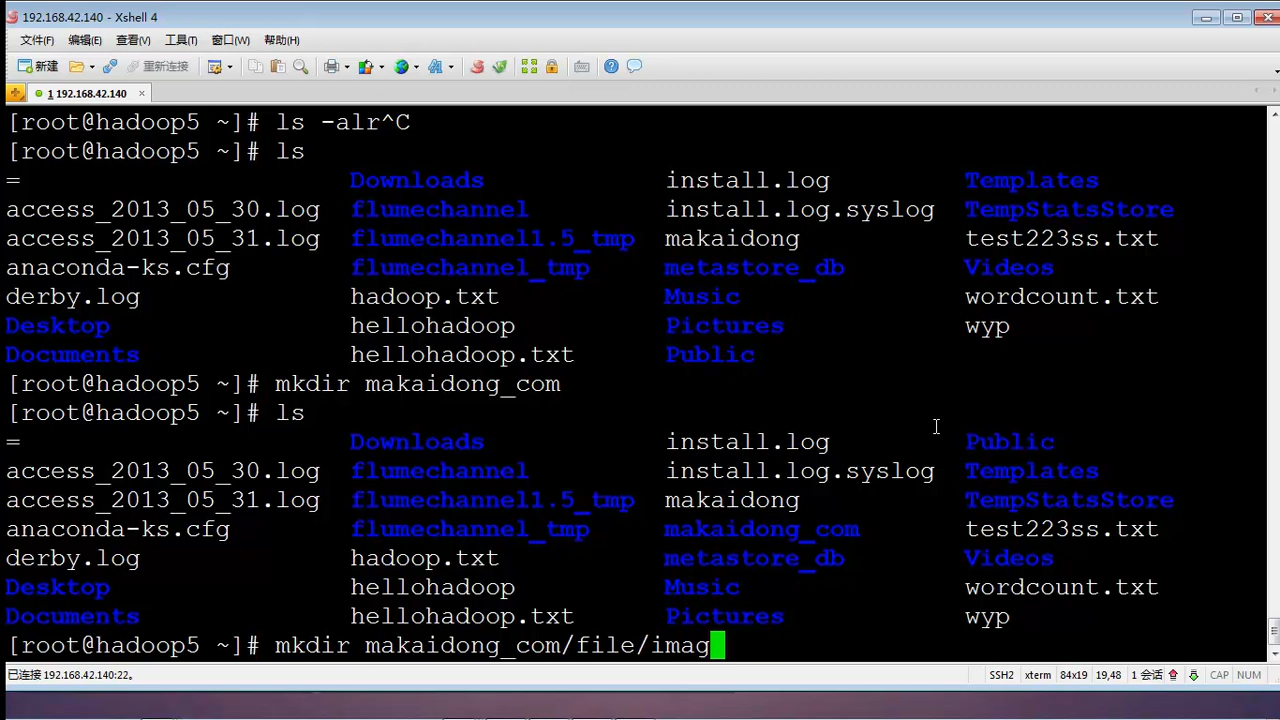 192.168.42.140 - Xshell 4
文件(F) 编辑(E) 查看(V) 工具(T) 窗口(W) 帮助(H)
新建 重新连接
1 192.168.42.140
[root@hadoop5 ~]# ls -alr^C
[root@hadoop5 ~]# ls
= Downloads install.log Templates
access_2013_05_30.log flumechannel install.log.syslog TempStatsStore
access_2013_05_31.log flumechannel1.5_tmp makaidong test223ss.txt
anaconda-ks.cfg flumechannel_tmp metastore_db Videos
derby.log hadoop.txt Music wordcount.txt
Desktop hellohadoop Pictures wyp
Documents hellohadoop.txt Public
[root@hadoop5 ~]# mkdir makaidong_com
[root@hadoop5 ~]# ls
= Downloads install.log Public
access_2013_05_30.log flumechannel install.log.syslog Templates
access_2013_05_31.log flumechannel1.5_tmp makaidong TempStatsStore
anaconda-ks.cfg flumechannel_tmp makaidong_com test223ss.txt
derby.log hadoop.txt metastore_db Videos
Desktop hellohadoop Music wordcount.txt
Documents hellohadoop.txt Pictures wyp
[root@hadoop5 ~]# mkdir makaidong_com/file/imag
已连接 192.168.42.140:22。 SSH2 xterm 84x19 19,48 1 会话 CAP NUM